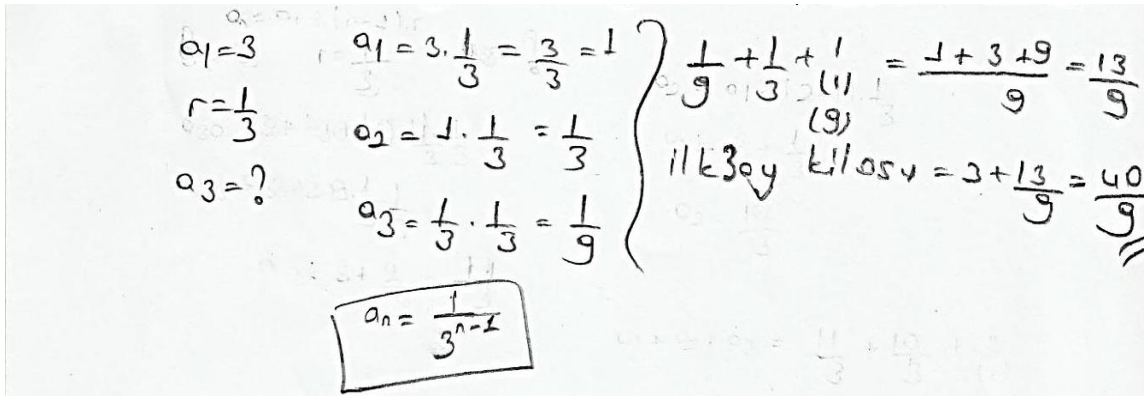 a1 = 3
r = 1/3
a3 = ?
a1 = 3 . 1/3 = 3/3 = 1
a2 = 1 . 1/3 = 1/3
a3 = 1/3 . 1/3 = 1/9
an = 1/3^(n-1)
1/9 + 1/3 + 1 = (1 + 3 + 9)/9 = 13/9
(1)
(9)
ilk 3 ay kilosu = 3 + 13/9 = 40/9